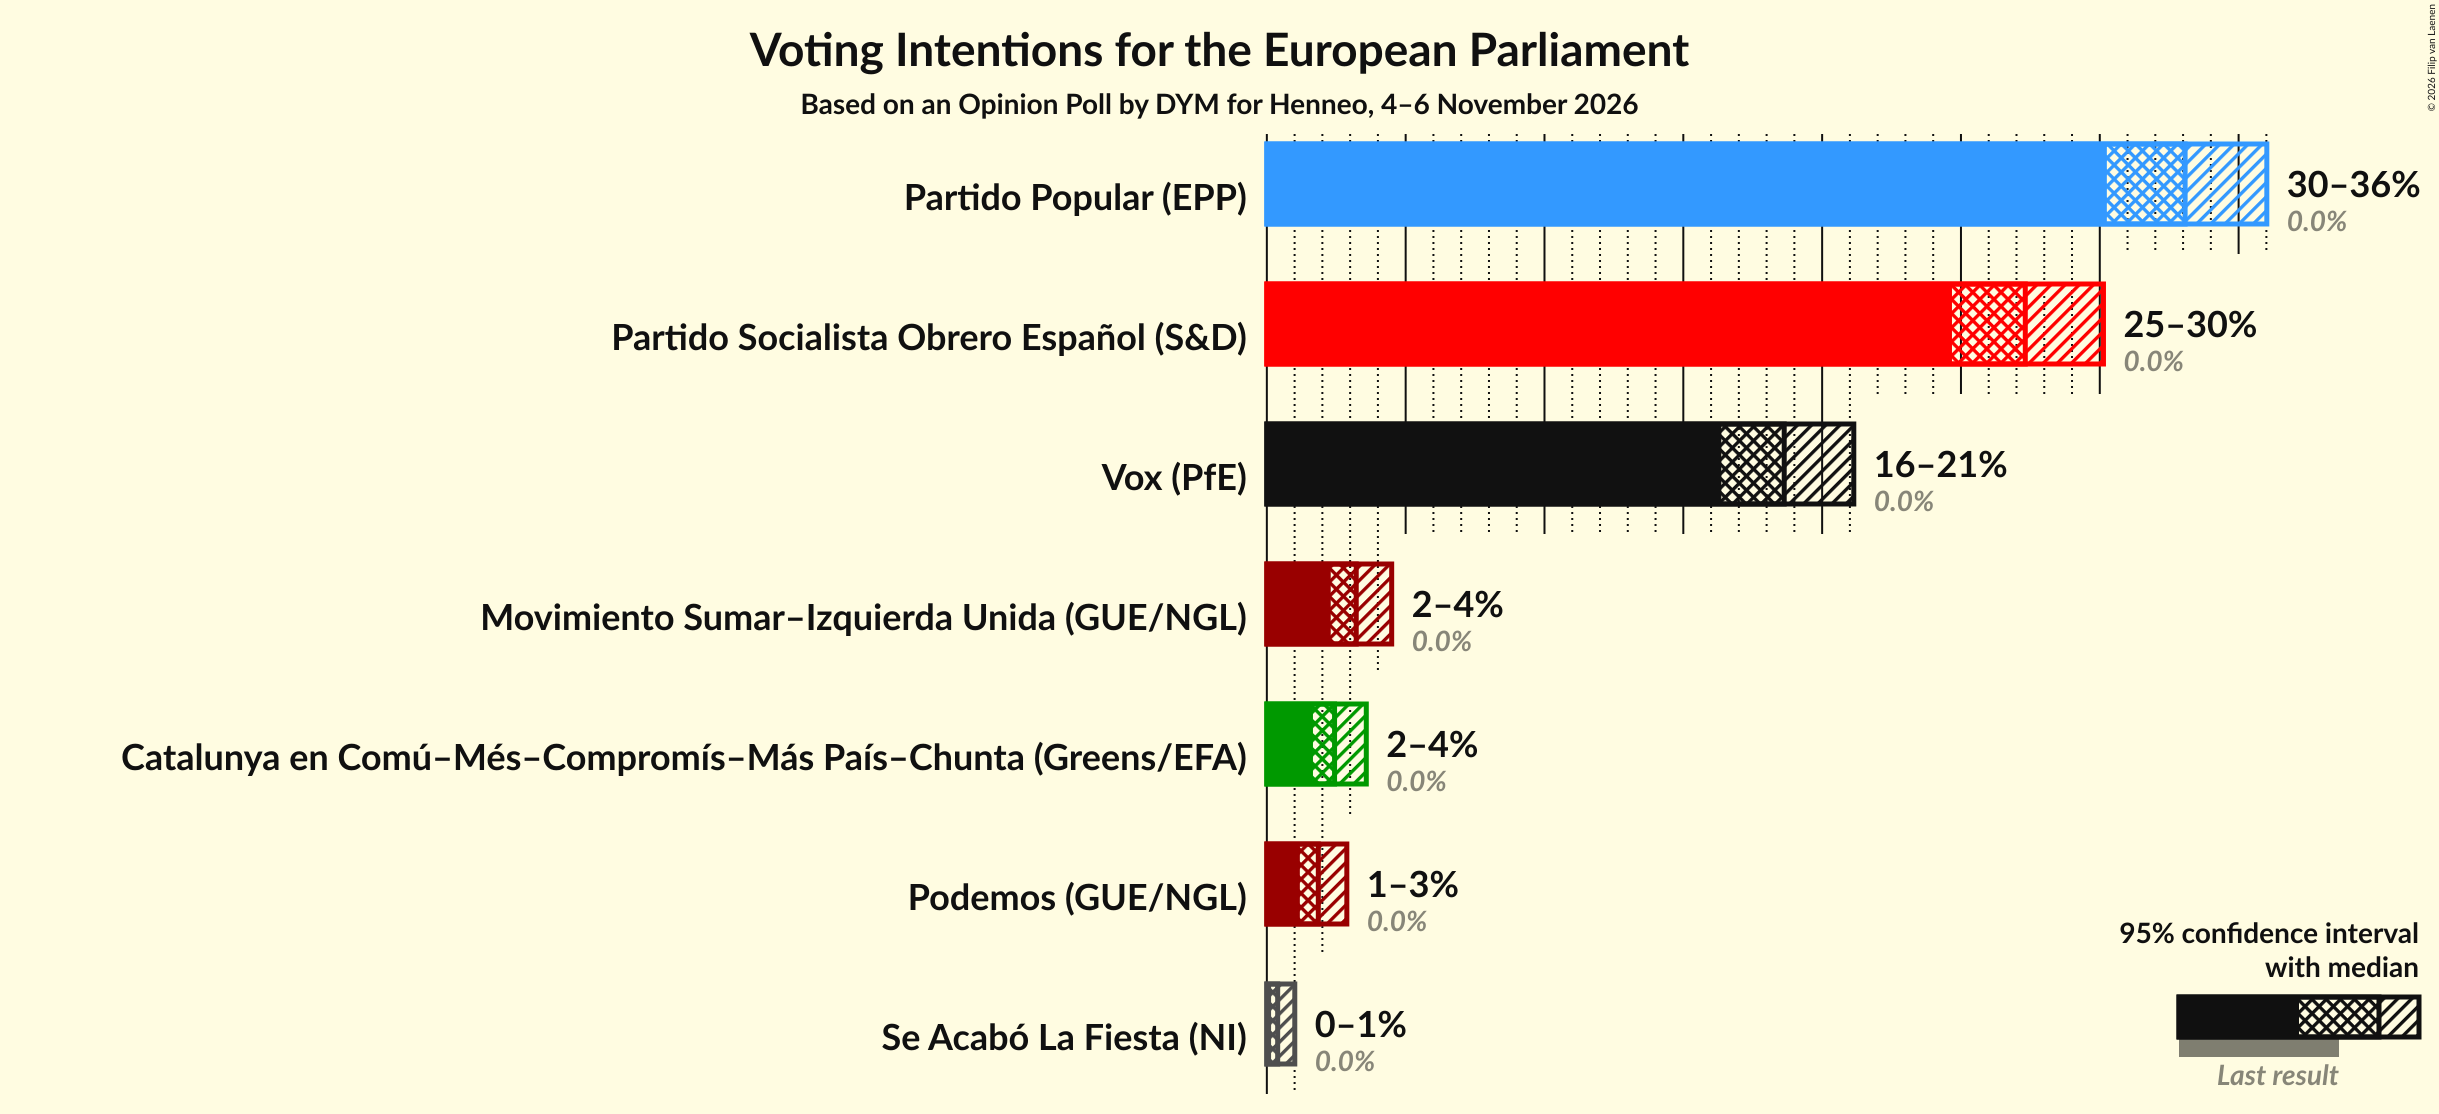 Voting Intentions for the European Parliament
Based on an Opinion Poll by DYM for Henneo, 4–6 November 2026
© 2026 Filip van Laenen
Partido Popular (EPP)
30–36%
0.0%
Partido Socialista Obrero Español (S&D)
25–30%
0.0%
Vox (PfE)
16–21%
0.0%
Movimiento Sumar–Izquierda Unida (GUE/NGL)
2–4%
0.0%
Catalunya en Comú–Més–Compromís–Más País–Chunta (Greens/EFA)
2–4%
0.0%
Podemos (GUE/NGL)
1–3%
0.0%
Se Acabó La Fiesta (NI)
0–1%
0.0%
95% confidence interval
with median
Last result